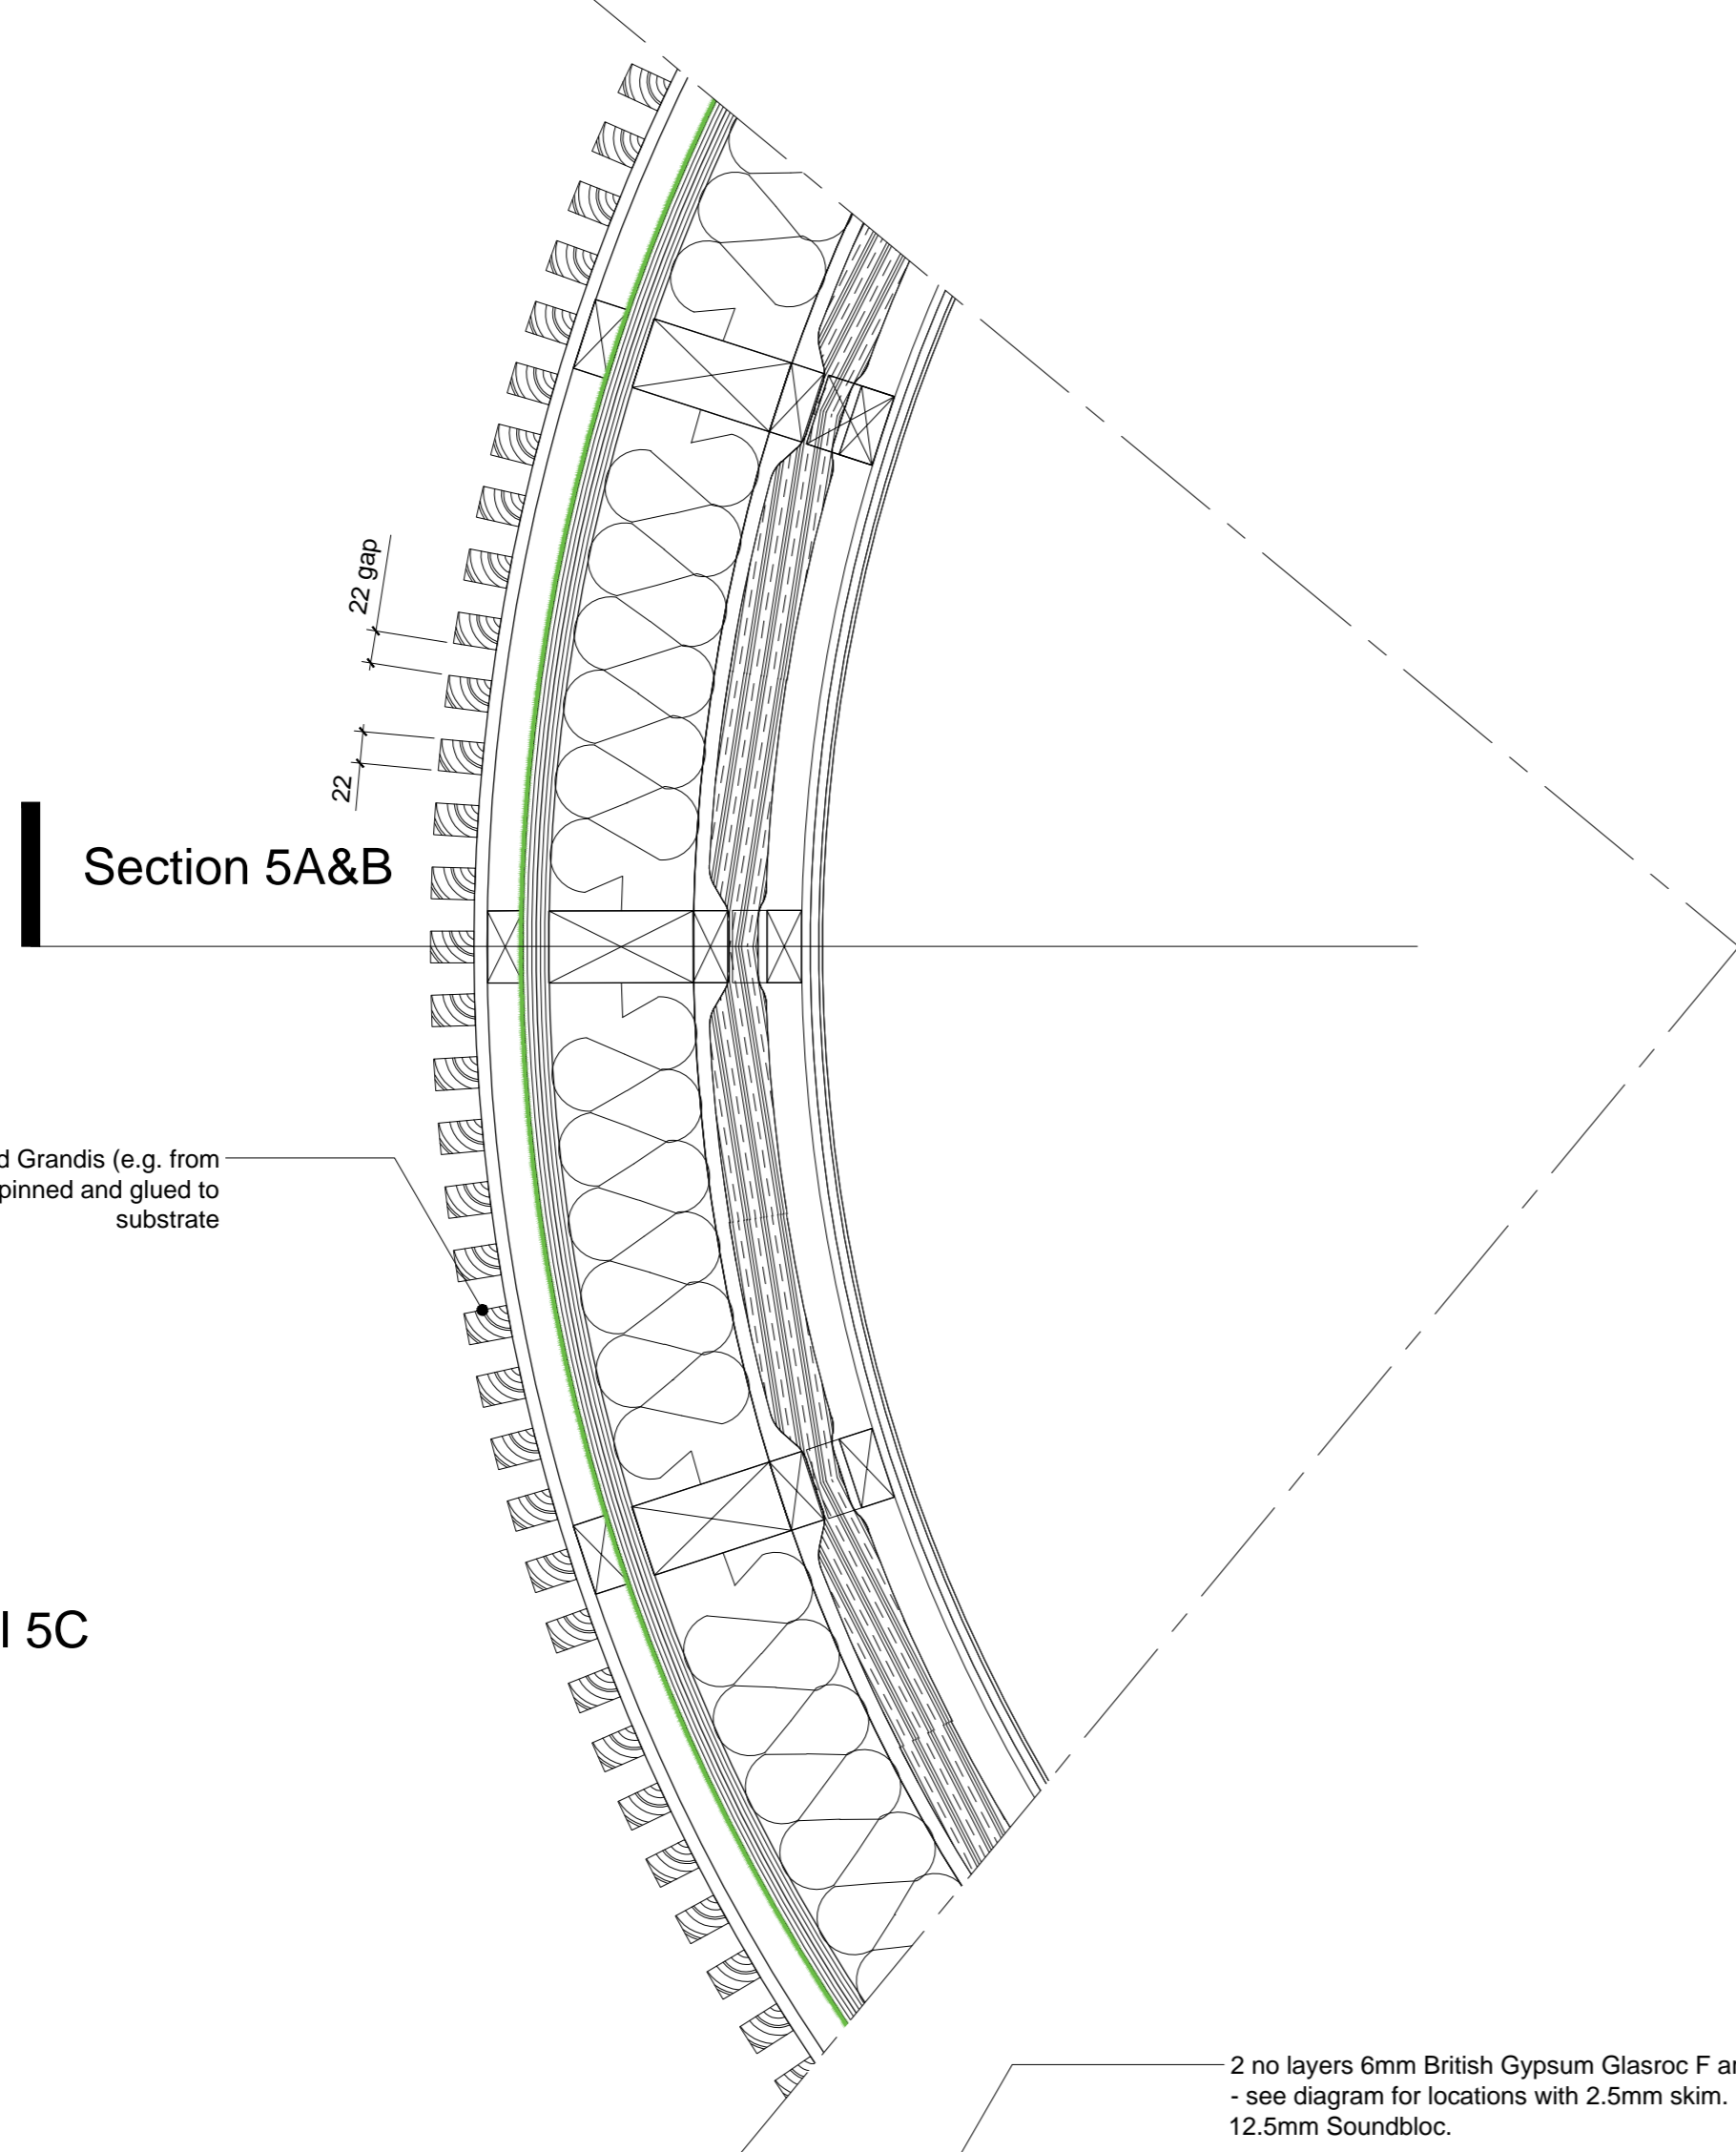 22 gap
22
Section 5A&B
d Grandis (e.g. from
pinned and glued to
substrate
l 5C
2 no layers 6mm British Gypsum Glasroc F ar
- see diagram for locations with 2.5mm skim.
12.5mm Soundbloc.